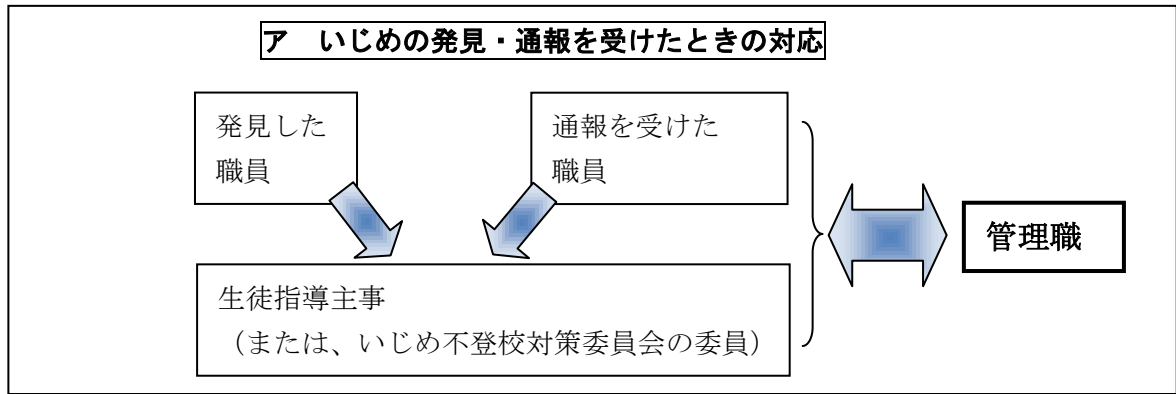 ア　いじめの発見・通報を受けたときの対応
発見した
職員
通報を受けた
職員
生徒指導主事
（または、いじめ不登校対策委員会の委員）
管理職